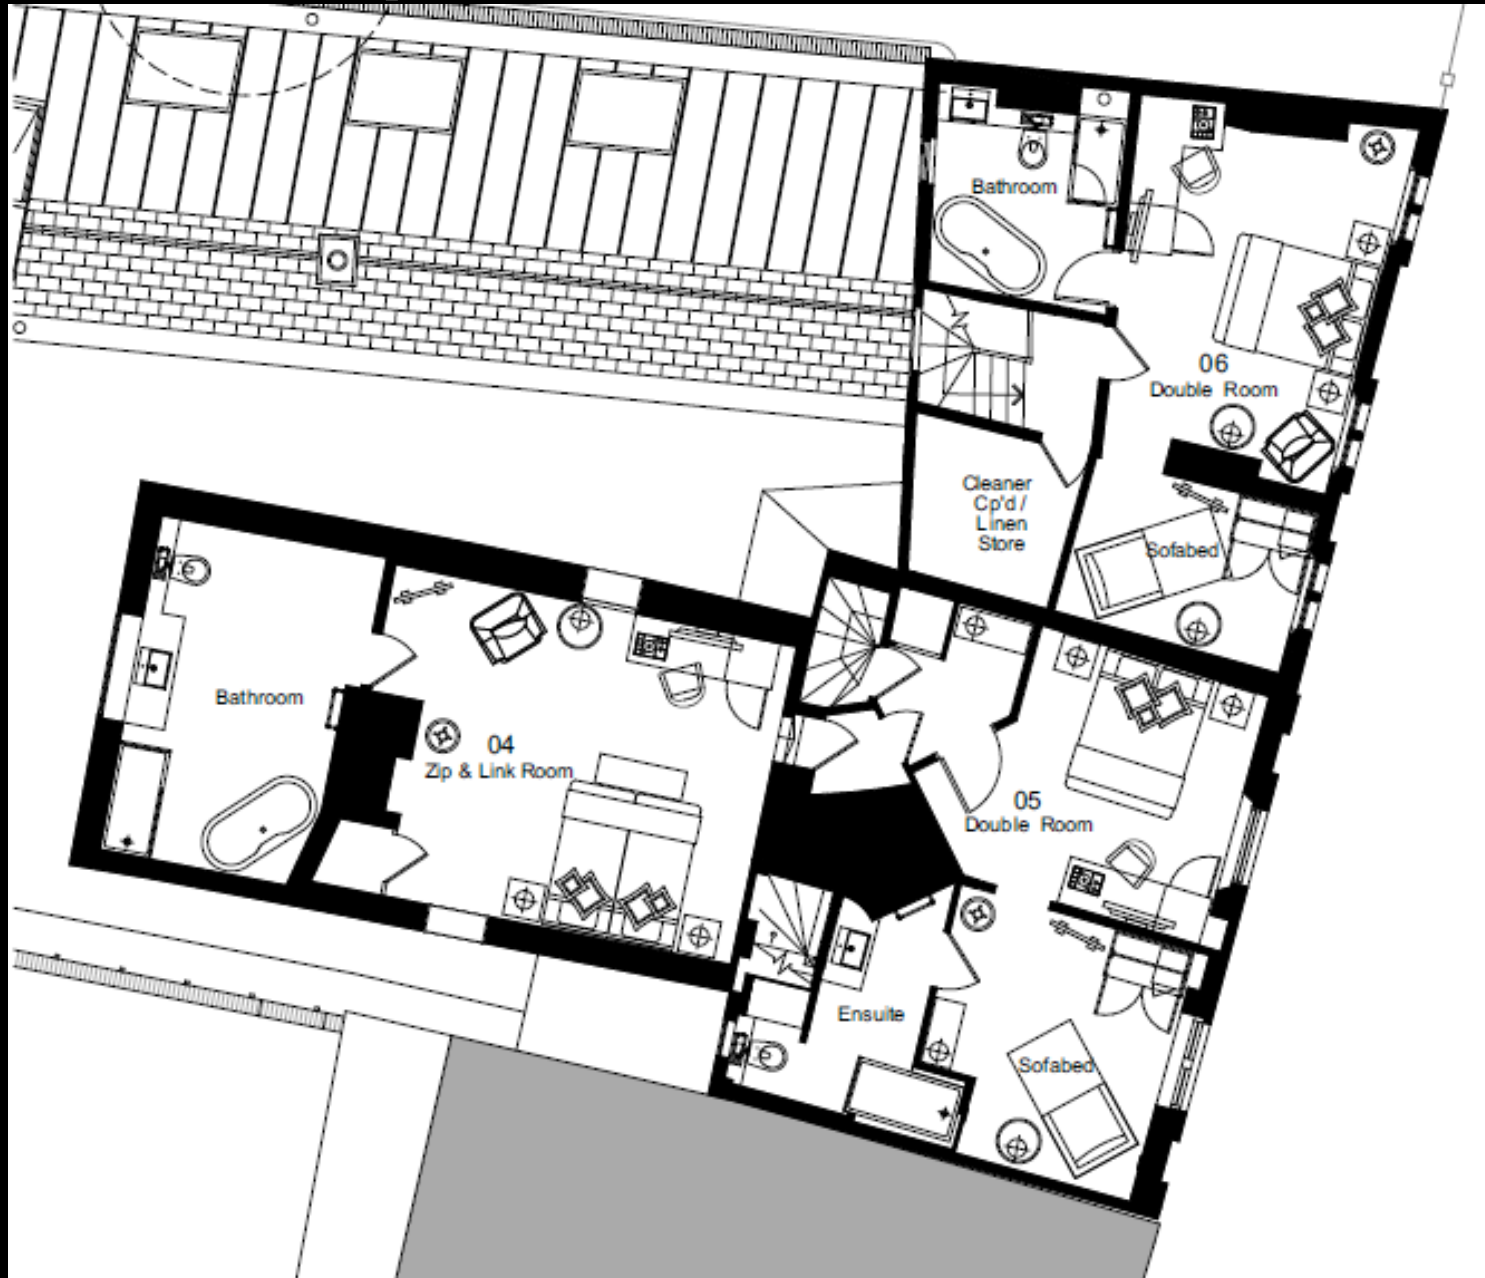 Bathroom
06
Double Room
Cleaner
Cp'd /
Linen
Store
Sofabed
Bathroom
04
Zip & Link Room
05
Double Room
Ensuite
Sofabed